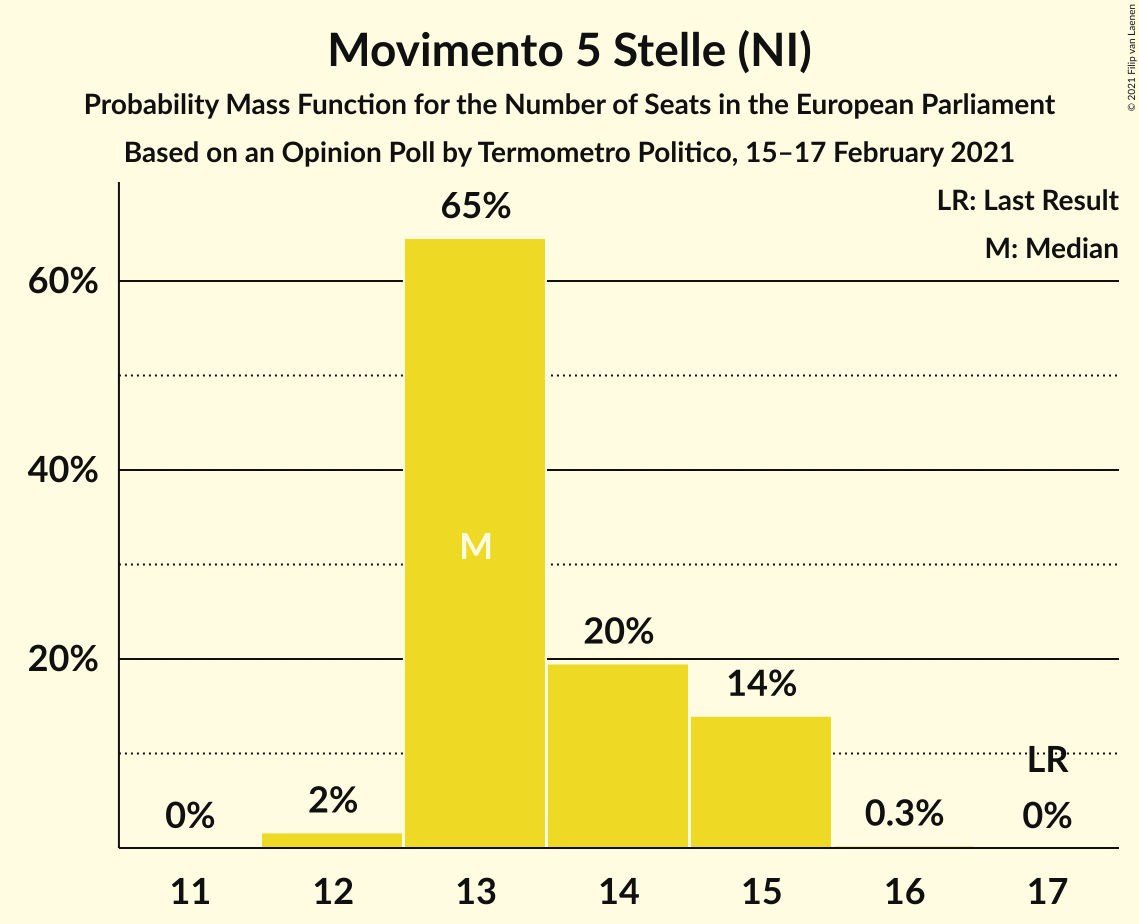 Movimento 5 Stelle (NI)
Probability Mass Function for the Number of Seats in the European Parliament
Based on an Opinion Poll by Termometro Politico, 15–17 February 2021
© 2021 Filip van Laenen
LR: Last Result
M: Median
65%
60%
40%
M
20%
20%
14%
LR
0%
2%
0.3%
0%
11 12 13 14 15 16 17